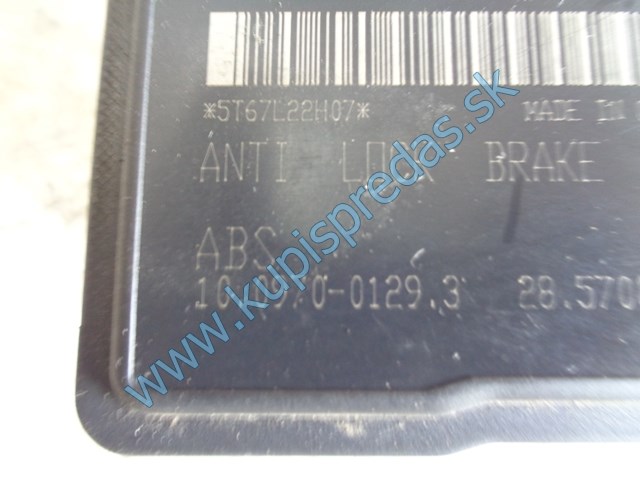 *5T67L22H07* MADE IN
ANTI LOCK BRAKE
ABS
0-0129.3 28.570
www.kupispredas.sk